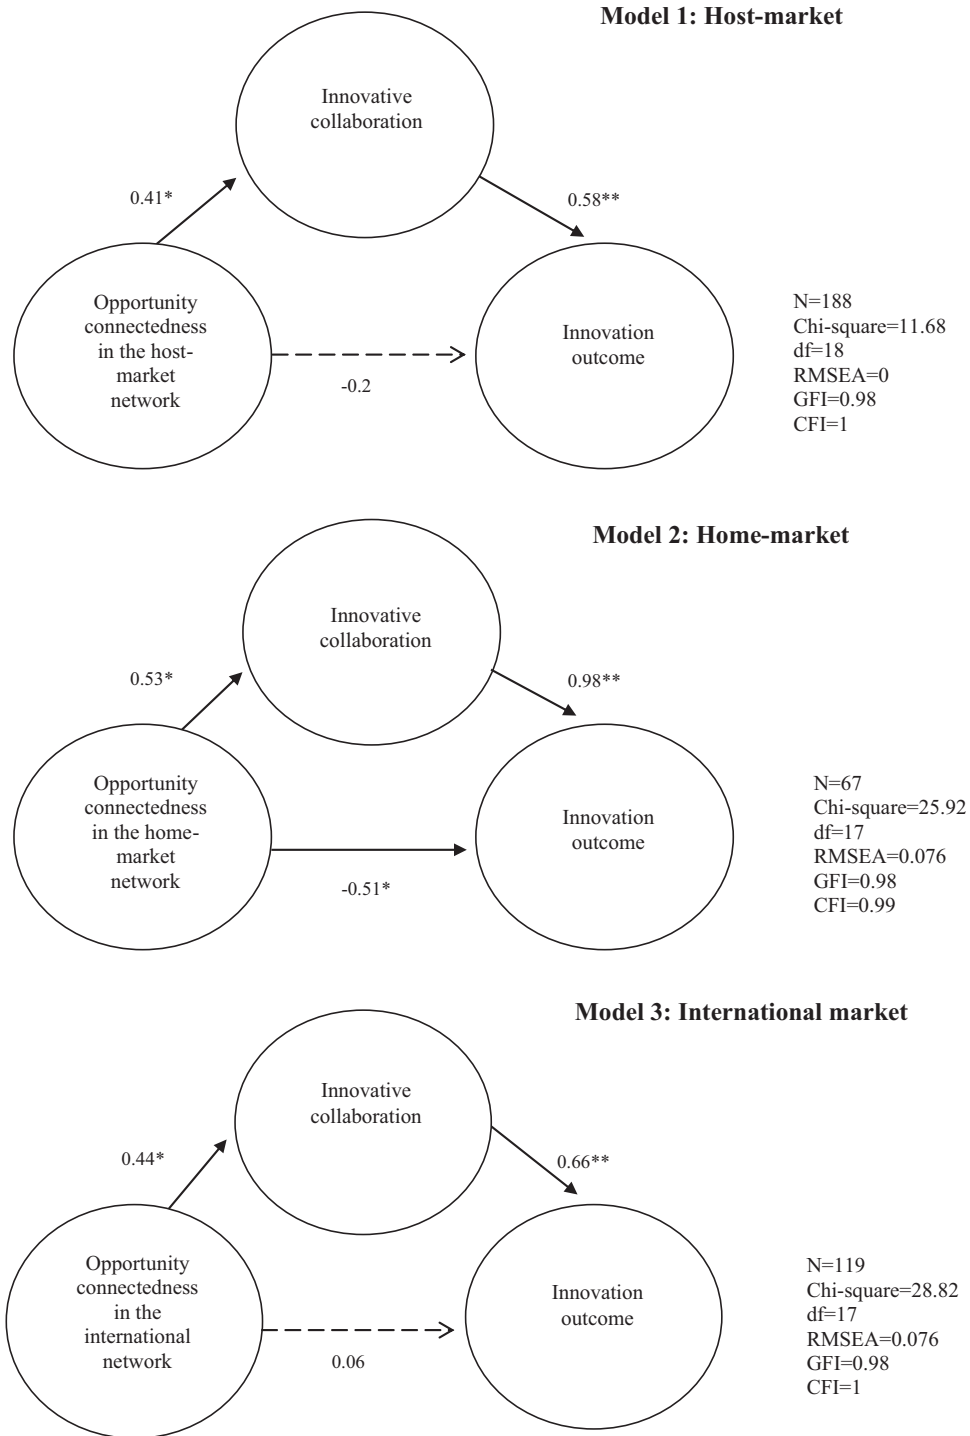 Model 1: Host-market
Innovative
collaboration
0.41*
0.58**
Opportunity
connectedness
in the host-
market
network
-0.2
Innovation
outcome
N=188
Chi-square=11.68
df=18
RMSEA=0
GFI=0.98
CFI=1
Model 2: Home-market
Innovative
collaboration
0.53*
0.98**
Opportunity
connectedness
in the home-
market
network
-0.51*
Innovation
outcome
N=67
Chi-square=25.92
df=17
RMSEA=0.076
GFI=0.98
CFI=0.99
Model 3: International market
Innovative
collaboration
0.44*
0.66**
Opportunity
connectedness
in the
international
network
0.06
Innovation
outcome
N=119
Chi-square=28.82
df=17
RMSEA=0.076
GFI=0.98
CFI=1